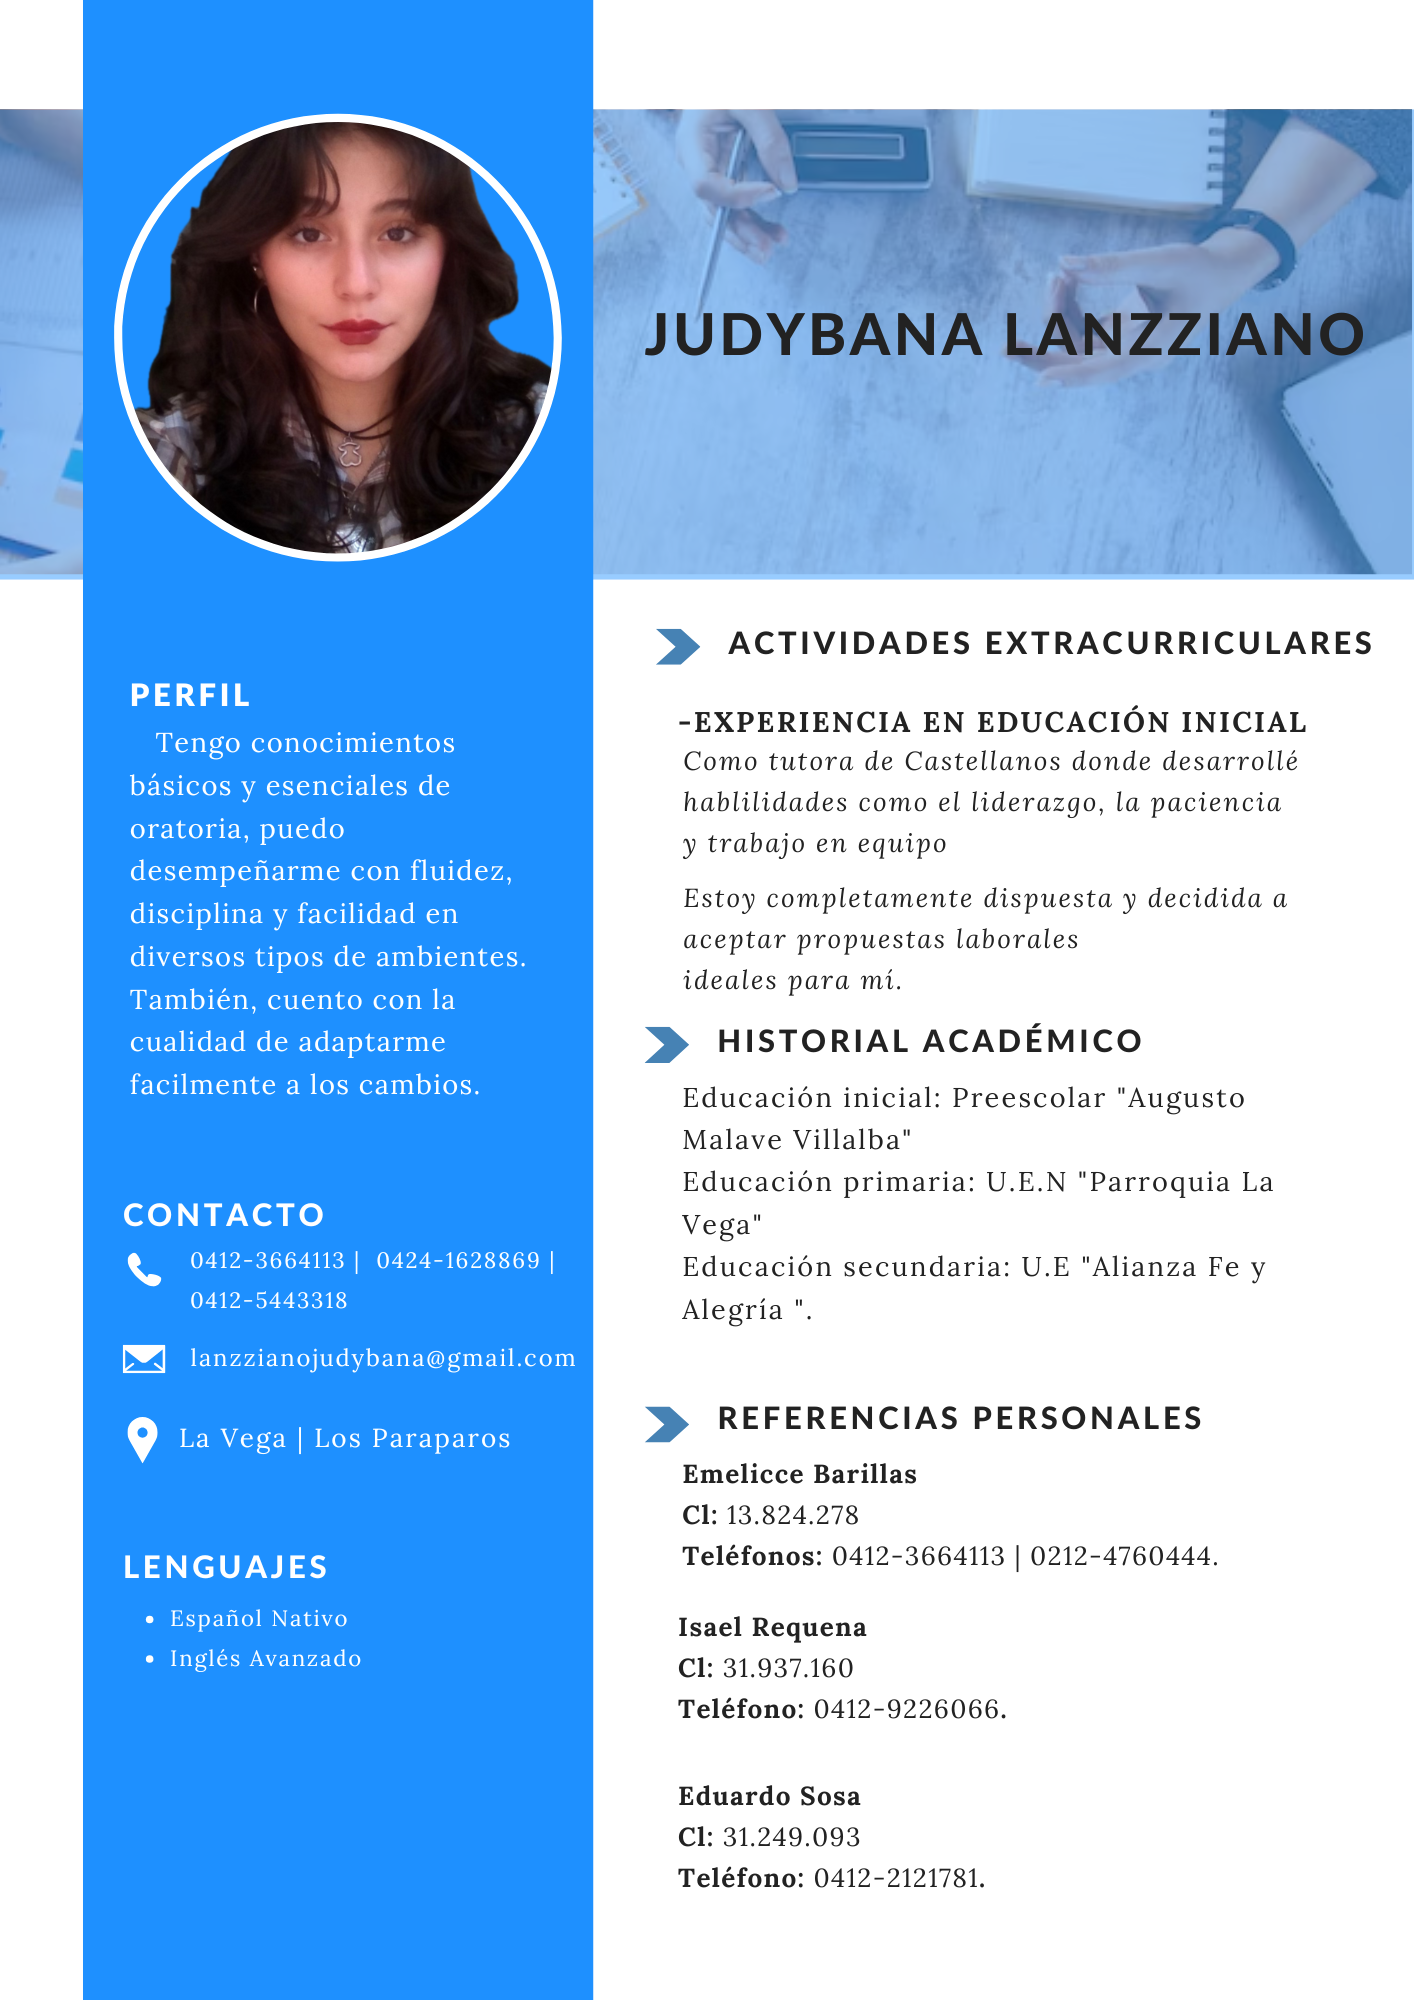 JUDYBANA LANZZIANO
PERFIL
Tengo conocimientos
básicos y esenciales de
oratoria, puedo
desempeñarme con fluidez,
disciplina y facilidad en
diversos tipos de ambientes.
También, cuento con la
cualidad de adaptarme
facilmente a los cambios.
CONTACTO
0412-3664113 | 0424-1628869 |
0412-5443318
lanzzianojudybana@gmail.com
La Vega | Los Paraparos
LENGUAJES
• Español Nativo
• Inglés Avanzado
ACTIVIDADES EXTRACURRICULARES
-EXPERIENCIA EN EDUCACIÓN INICIAL
Como tutora de Castellanos donde desarrollé
hablilidades como el liderazgo, la paciencia
y trabajo en equipo
Estoy completamente dispuesta y decidida a
aceptar propuestas laborales
ideales para mí.
HISTORIAL ACADÉMICO
Educación inicial: Preescolar "Augusto
Malave Villalba"
Educación primaria: U.E.N "Parroquia La
Vega"
Educación secundaria: U.E "Alianza Fe y
Alegría ".
REFERENCIAS PERSONALES
Emelicce Barillas
Cl: 13.824.278
Teléfonos: 0412-3664113 | 0212-4760444.
Isael Requena
Cl: 31.937.160
Teléfono: 0412-9226066.
Eduardo Sosa
Cl: 31.249.093
Teléfono: 0412-2121781.